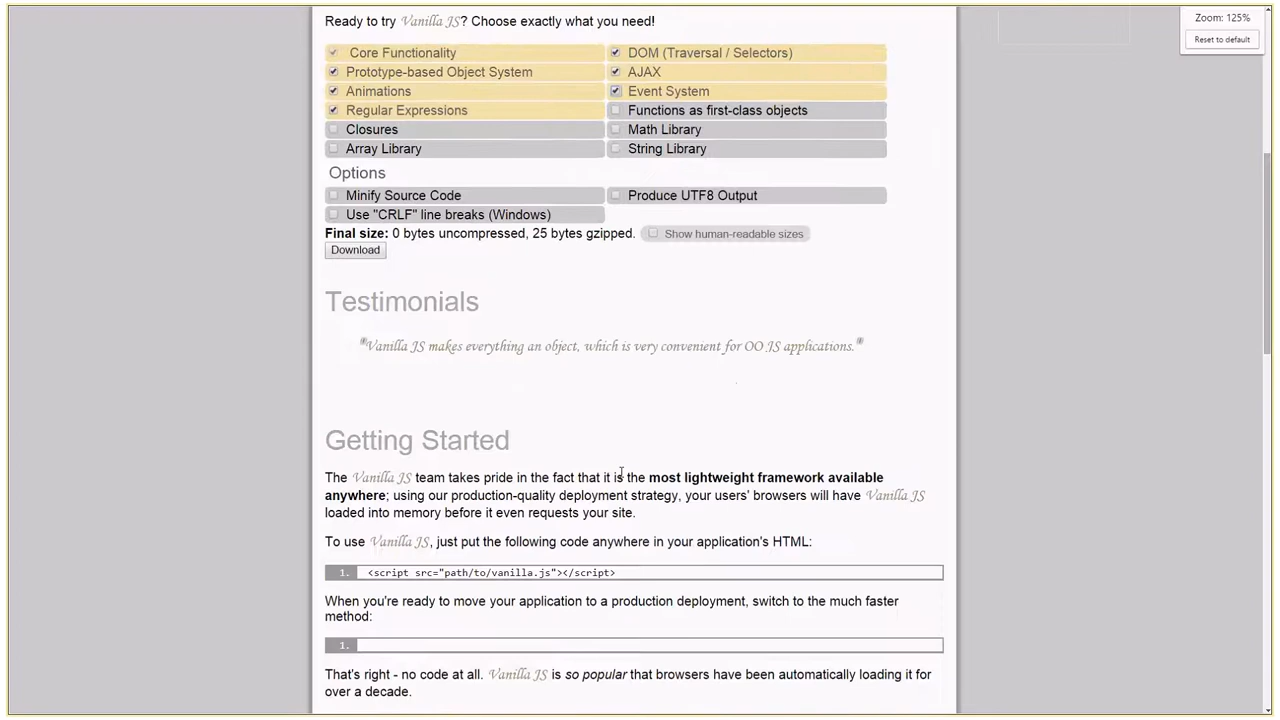 Ready to try Vanilla JS? Choose exactly what you need!
Zoom: 125%
Reset to default
Core Functionality
DOM (Traversal / Selectors)
Prototype-based Object System
AJAX
Animations
Event System
Regular Expressions
Functions as first-class objects
Closures
Math Library
Array Library
String Library
Options
Minify Source Code
Produce UTF8 Output
Use "CRLF" line breaks (Windows)
Final size: 0 bytes uncompressed, 25 bytes gzipped.
Show human-readable sizes
Download
Testimonials
"Vanilla JS makes everything an object, which is very convenient for OO JS applications."
Getting Started
The Vanilla JS team takes pride in the fact that it is the most lightweight framework available
anywhere; using our production-quality deployment strategy, your users' browsers will have Vanilla JS
loaded into memory before it even requests your site.
To use Vanilla JS, just put the following code anywhere in your application's HTML:
1. <script src="path/to/vanilla.js"></script>
When you're ready to move your application to a production deployment, switch to the much faster
method:
1.
That's right - no code at all. Vanilla JS is so popular that browsers have been automatically loading it for
over a decade.